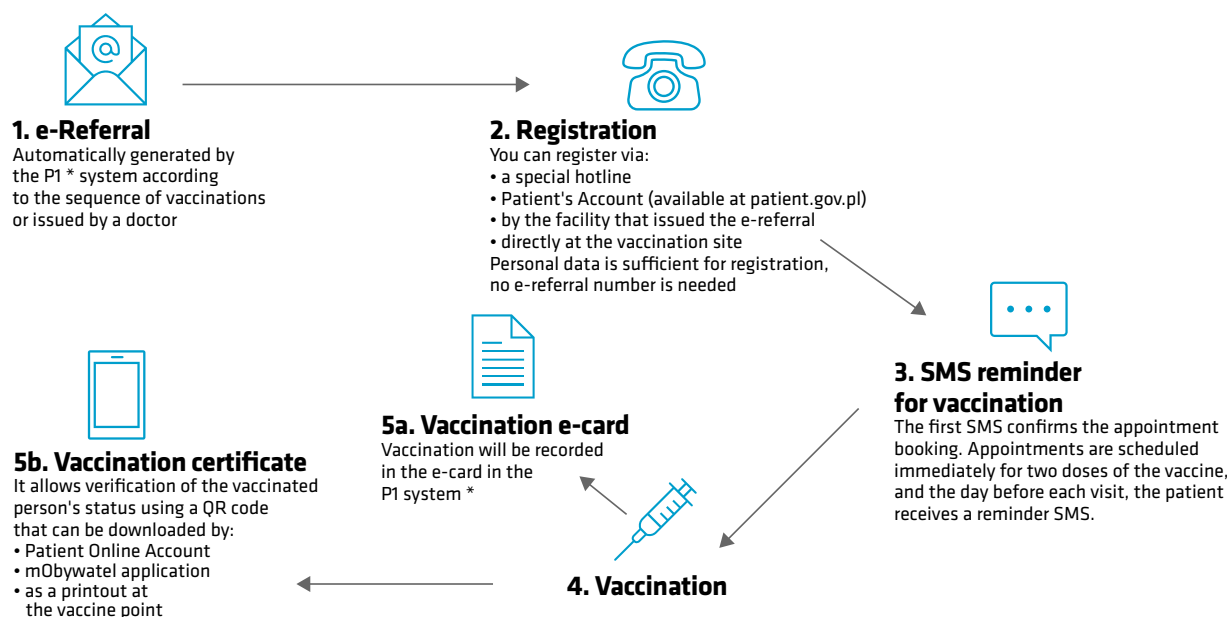 @
1. e-Referral
Automatically generated by
the P1 * system according
to the sequence of vaccinations
or issued by a doctor
2. Registration
You can register via:
• a special hotline
• Patient's Account (available at patient.gov.pl)
• by the facility that issued the e-referral
• directly at the vaccination site
Personal data is sufficient for registration,
no e-referral number is needed
3. SMS reminder
for vaccination
The first SMS confirms the appointment
booking. Appointments are scheduled
immediately for two doses of the vaccine,
and the day before each visit, the patient
receives a reminder SMS.
4. Vaccination
5a. Vaccination e-card
Vaccination will be recorded
in the e-card in the
P1 system *
5b. Vaccination certificate
It allows verification of the vaccinated
person's status using a QR code
that can be downloaded by:
• Patient Online Account
• mObywatel application
• as a printout at
the vaccine point